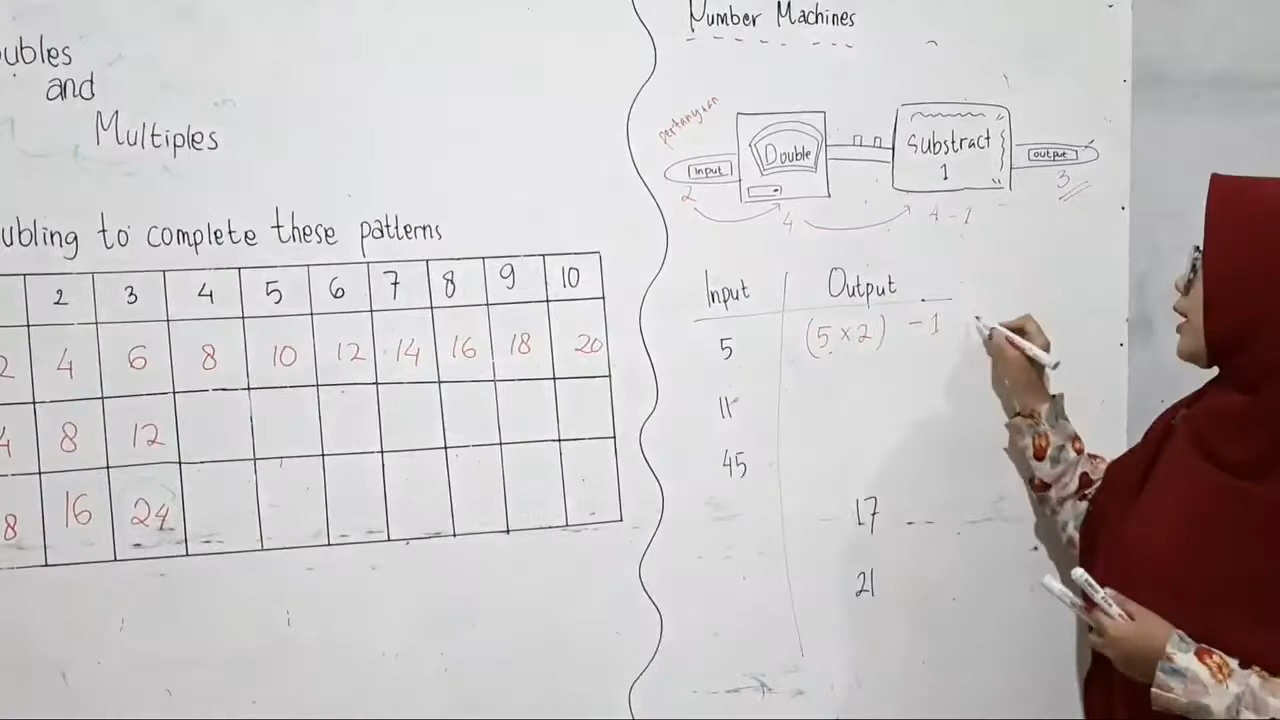 oubles
and
Multiples
ubling to complete these patterns
2 3 4 5 6 7 8 9 10
2 4 6 8 10 12 14 16 18 20
4 8 12
8 16 24
Number Machines
pertanyaan
Input Double Substract 1 output
2 4 4 - 1 3
Input Output
5 (5 × 2) - 1
11
45
17
21